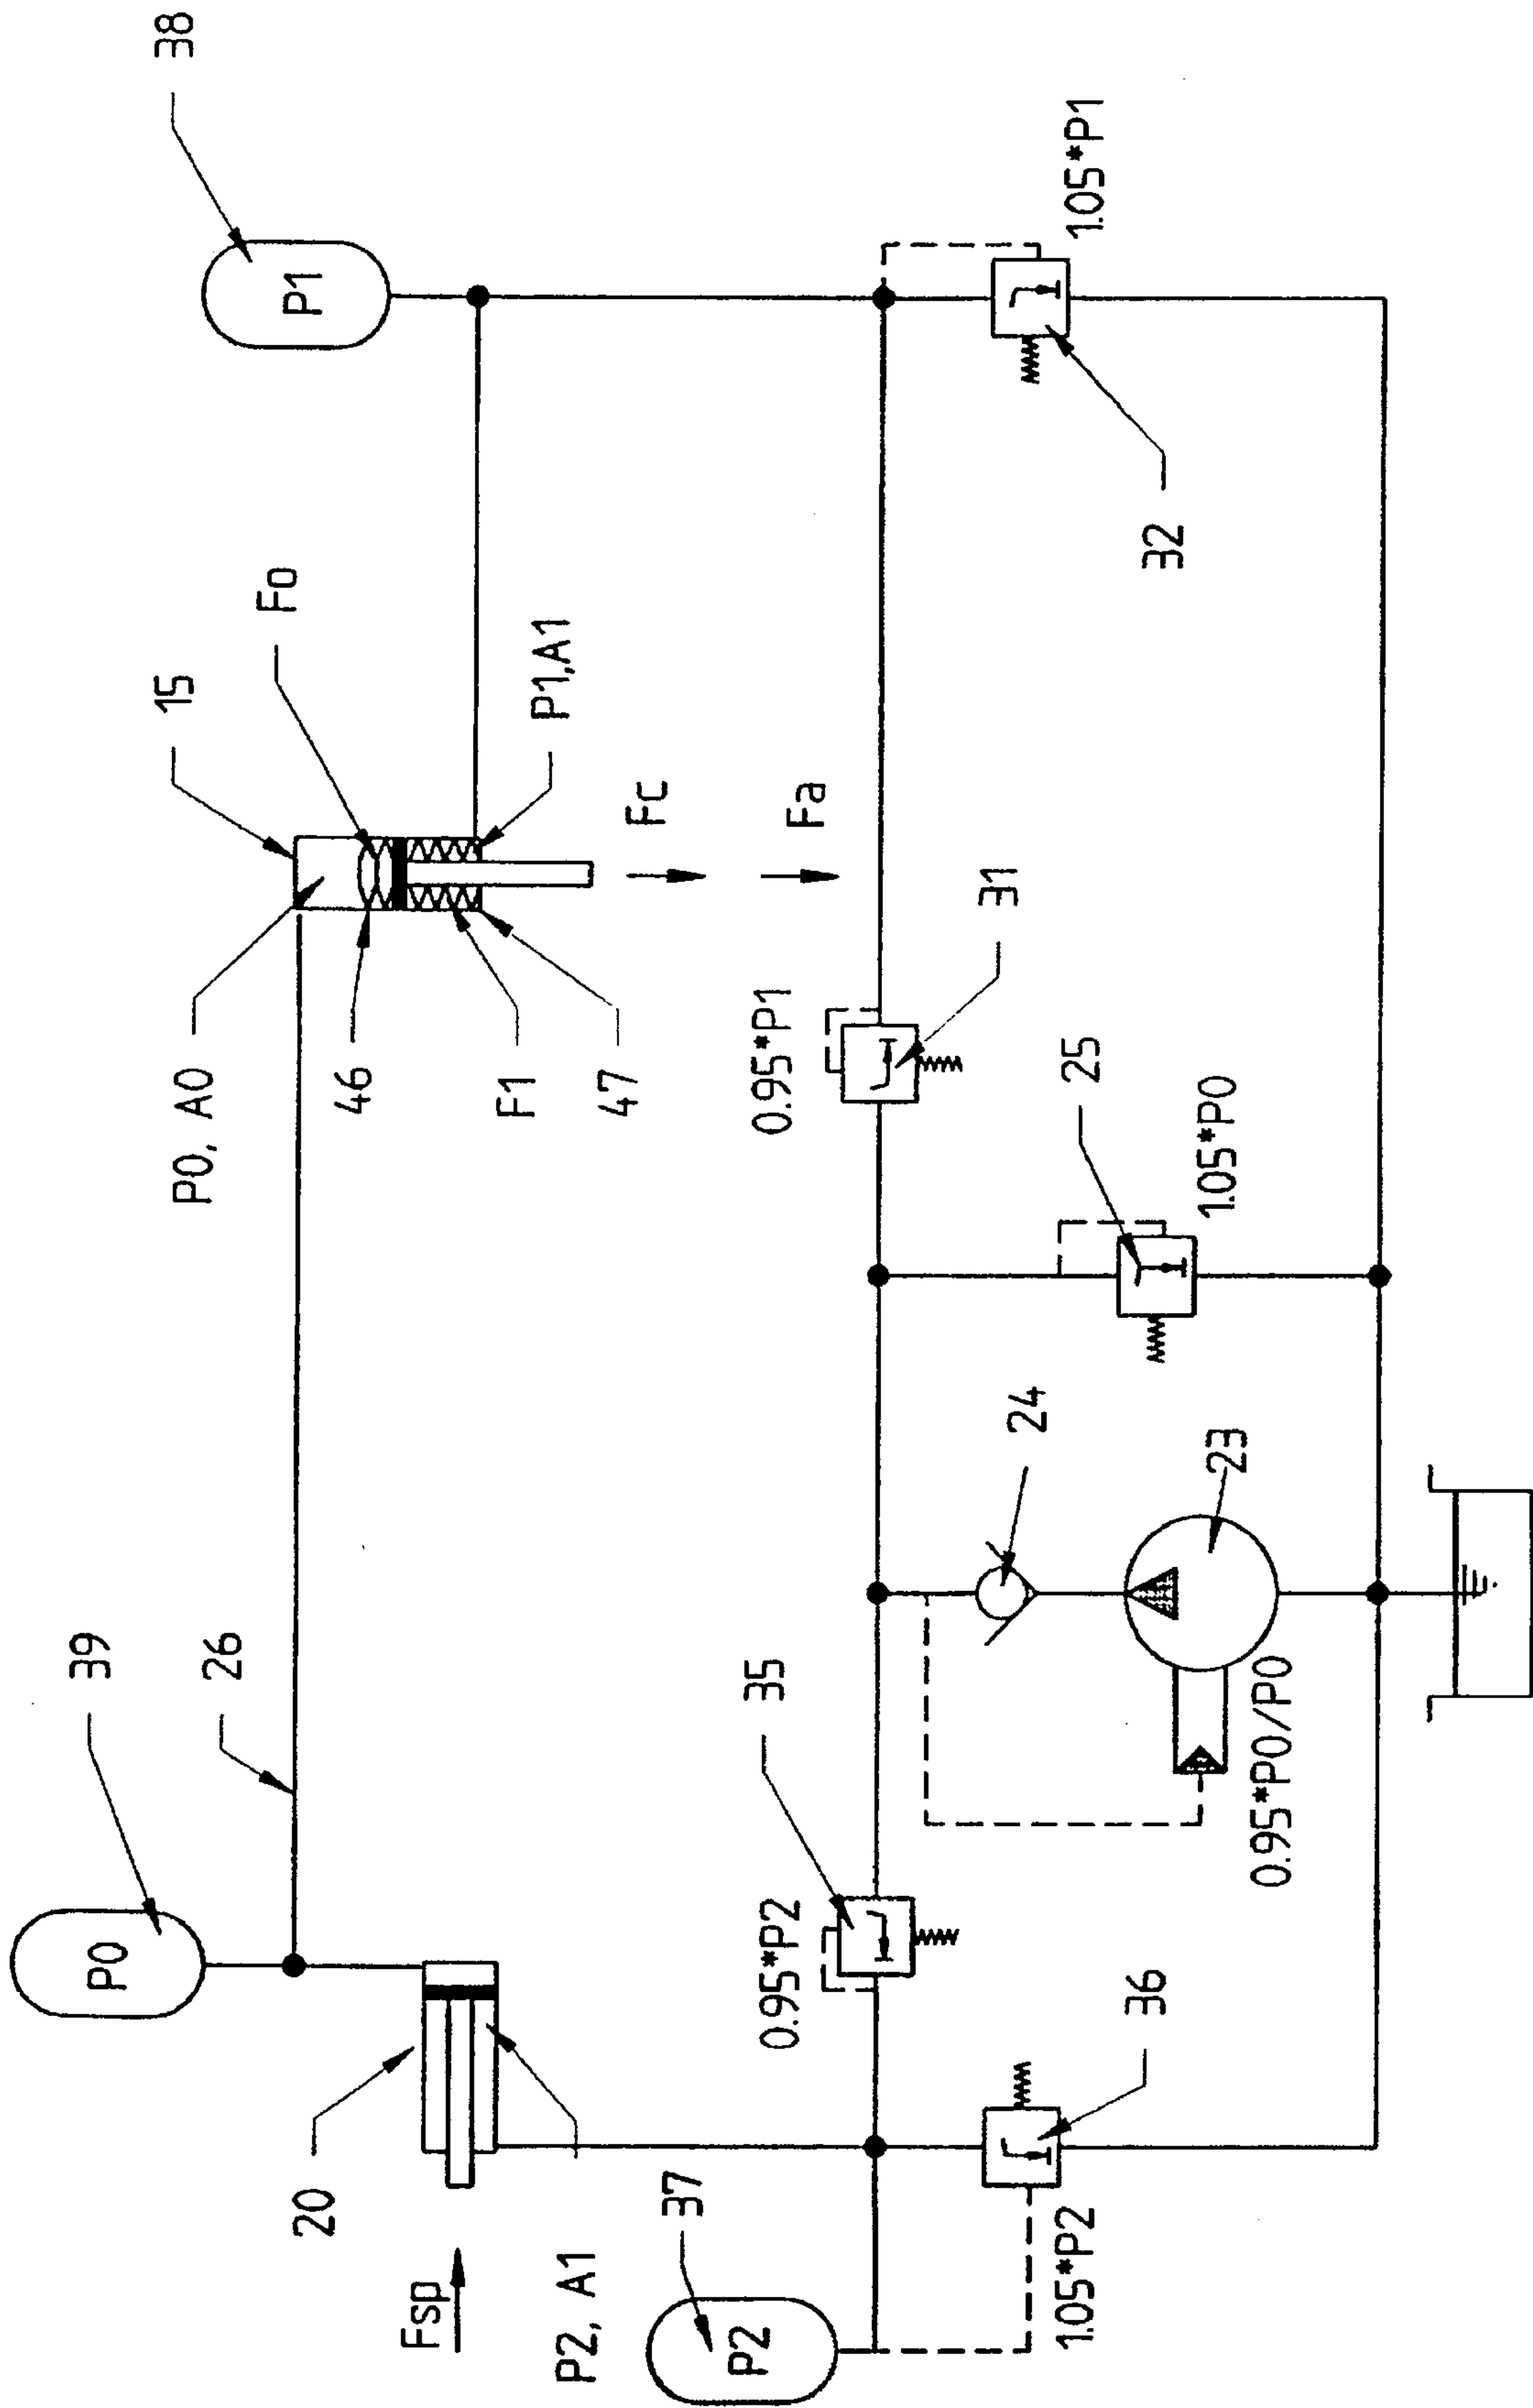 38
P1
1.05*P1
32
15
Fo
P1,A1
Fc
Fa
P0, A0
46
F1
47
0.95*P1
31
25
1.05*P0
24
23
0.95*P0/P0
39
26
P0
35
0.95*P2
36
20
Fsp
P2, A1
37
P2
1.05*P2